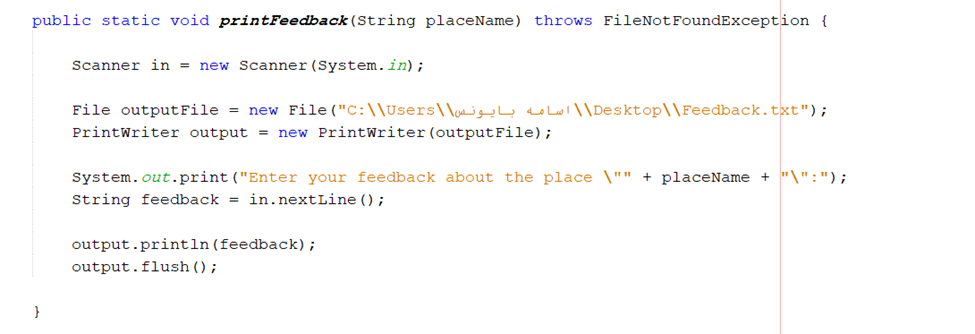 public static void printFeedback(String placeName) throws FileNotFoundException {
Scanner in = new Scanner(System.in);
File outputFile = new File("C:\\Users\\اسامه بايونس\\Desktop\\Feedback.txt");
PrintWriter output = new PrintWriter(outputFile);
System.out.print("Enter your feedback about the place \"" + placeName + "\":");
String feedback = in.nextLine();
output.println(feedback);
output.flush();
}